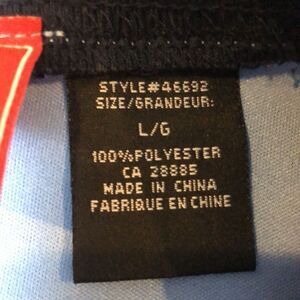 STYLE#46692
SIZE/GRANDEUR:
L/G
100%POLYESTER
CA 28885
MADE IN CHINA
FABRIQUE EN CHINE